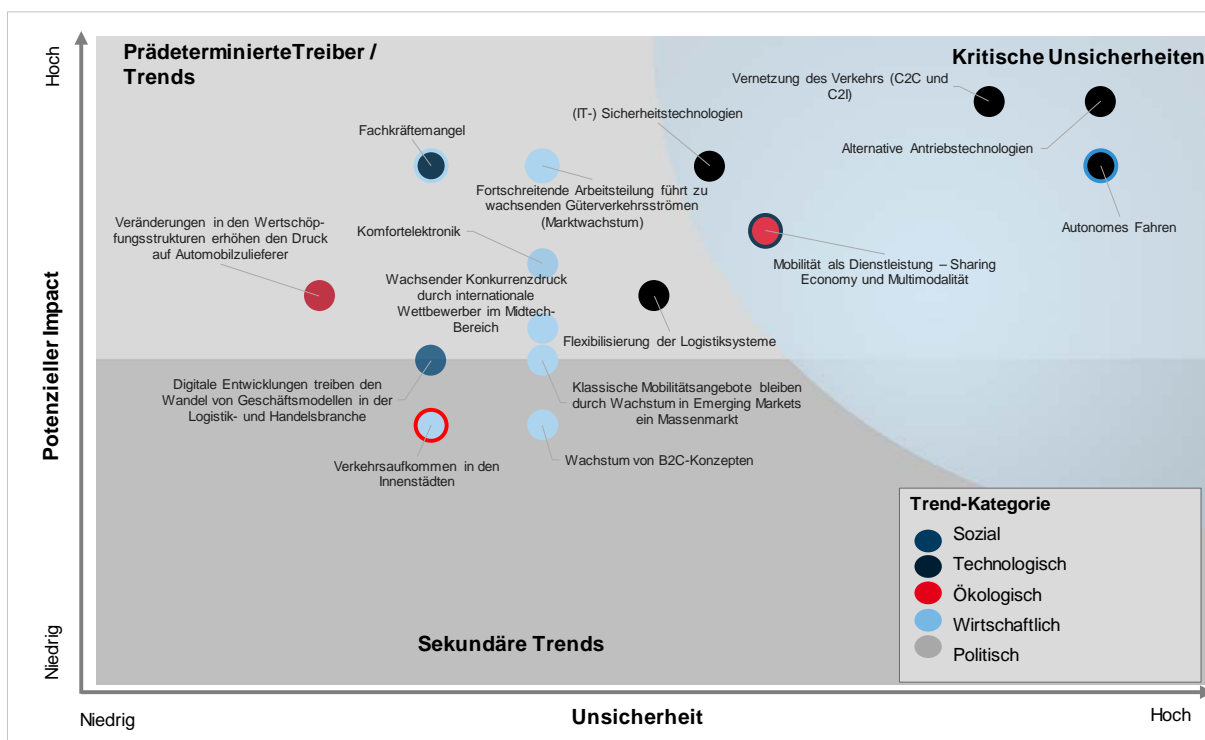 Hoch
Prädeterminierte Treiber /
Trends
Kritische Unsicherheiten
Vernetzung des Verkehrs (C2C und
C2I)
(IT-) Sicherheitstechnologien
Fachkräftemangel
Alternative Antriebstechnologien
Fortschreitende Arbeitsteilung führt zu
wachsenden Güterverkehrsströmen
(Marktwachstum)
Veränderungen in den Wertschöp-
fungsstrukturen erhöhen den Druck
auf Automobilzulieferer
Komfortelektronik
Autonomes Fahren
Mobilität als Dienstleistung – Sharing
Economy und Multimodalität
Wachsender Konkurrenzdruck
durch internationale
Wettbewerber im Midtech-
Bereich
Flexibilisierung der Logistiksysteme
Potenzieller Impact
Digitale Entwicklungen treiben den
Wandel von Geschäftsmodellen in der
Logistik- und Handelsbranche
Klassische Mobilitätsangebote bleiben
durch Wachstum in Emerging Markets
ein Massenmarkt
Verkehrsaufkommen in den
Innenstädten
Wachstum von B2C-Konzepten
Trend-Kategorie
Sozial
Technologisch
Ökologisch
Wirtschaftlich
Politisch
Sekundäre Trends
Niedrig
Niedrig
Unsicherheit
Hoch